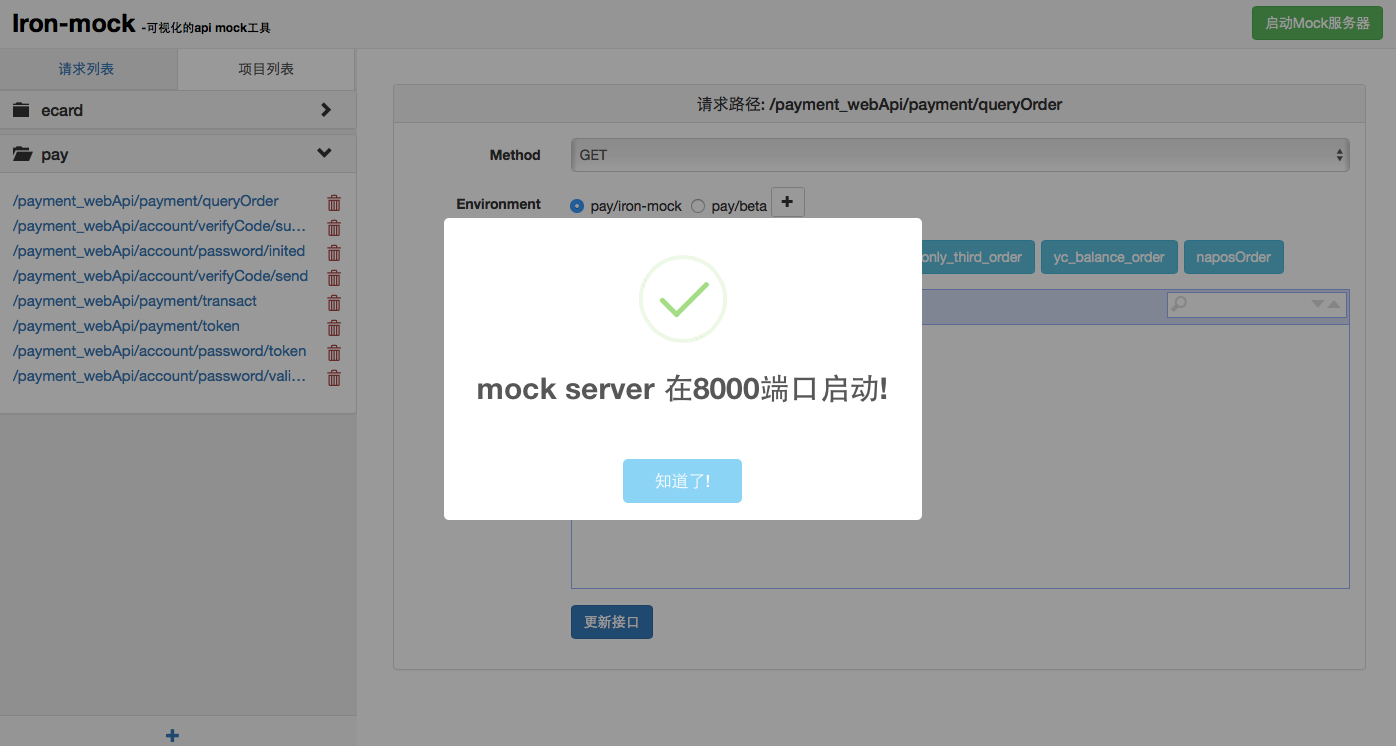 Iron-mock -可视化的api mock工具
启动Mock服务器
请求列表
项目列表
ecard
pay
/payment_webApi/payment/queryOrder
/payment_webApi/account/verifyCode/su...
/payment_webApi/account/password/inited
/payment_webApi/account/verifyCode/send
/payment_webApi/payment/transact
/payment_webApi/payment/token
/payment_webApi/account/password/token
/payment_webApi/account/password/vali...
请求路径: /payment_webApi/payment/queryOrder
Method
GET
Environment
pay/iron-mock
pay/beta
only_third_order
yc_balance_order
naposOrder
mock server 在8000端口启动!
知道了!
更新接口